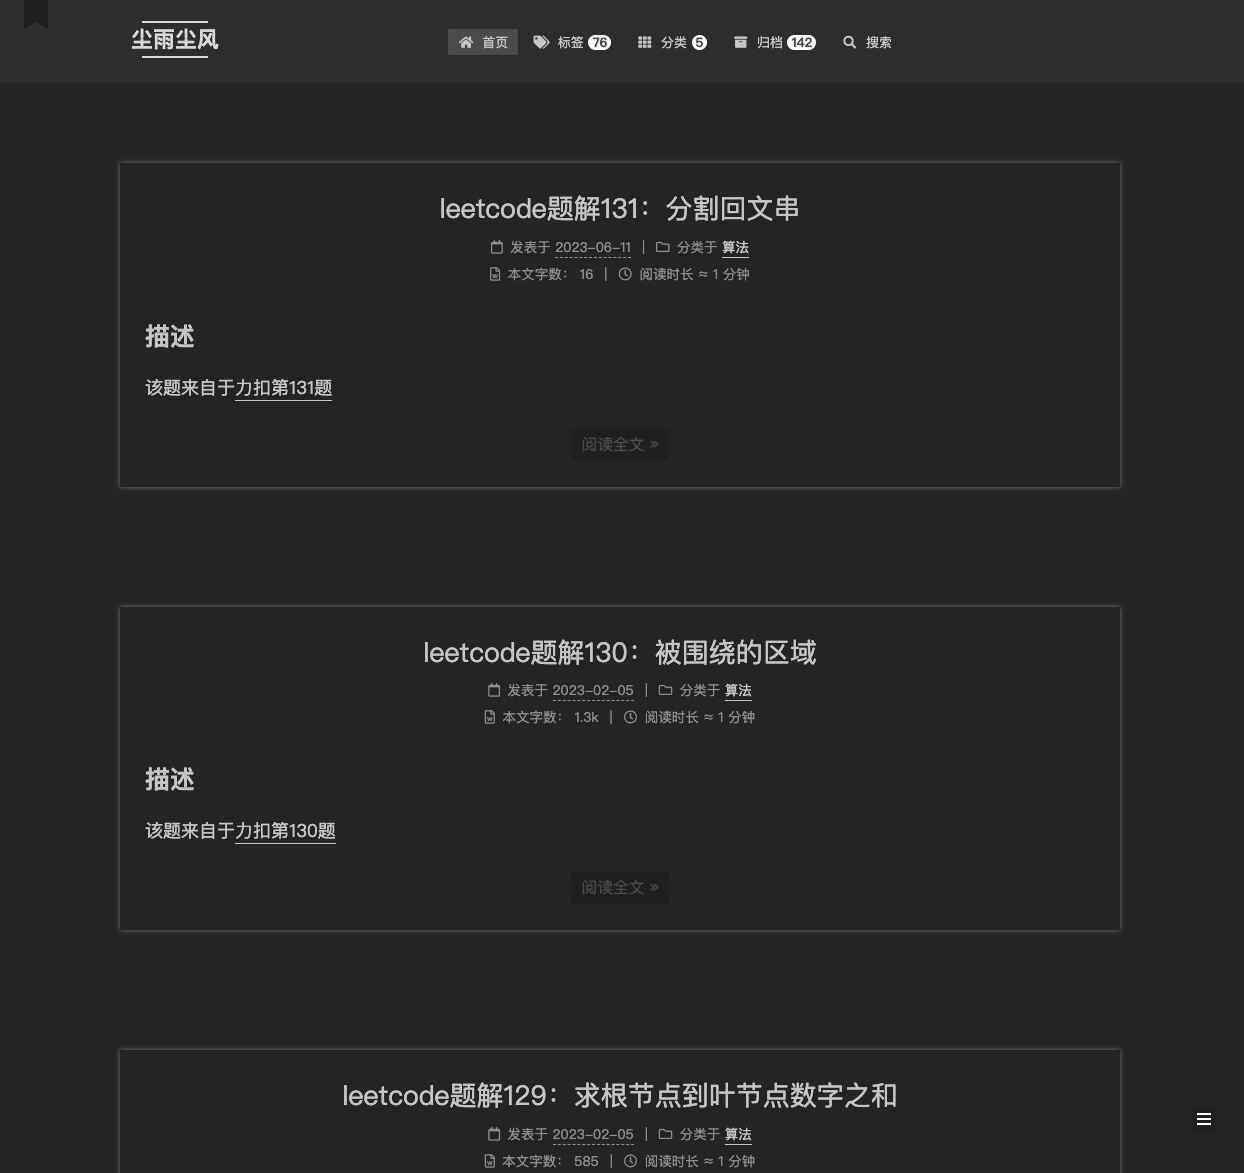 尘雨尘风
首页 标签 76 分类 5 归档 142 搜索
leetcode题解131：分割回文串
发表于 2023-06-11 | 分类于 算法
本文字数： 16 | 阅读时长 ≈ 1 分钟
描述
该题来自于力扣第131题
阅读全文 »
leetcode题解130：被围绕的区域
发表于 2023-02-05 | 分类于 算法
本文字数： 1.3k | 阅读时长 ≈ 1 分钟
描述
该题来自于力扣第130题
阅读全文 »
leetcode题解129：求根节点到叶节点数字之和
发表于 2023-02-05 | 分类于 算法
本文字数： 585 | 阅读时长 ≈ 1 分钟